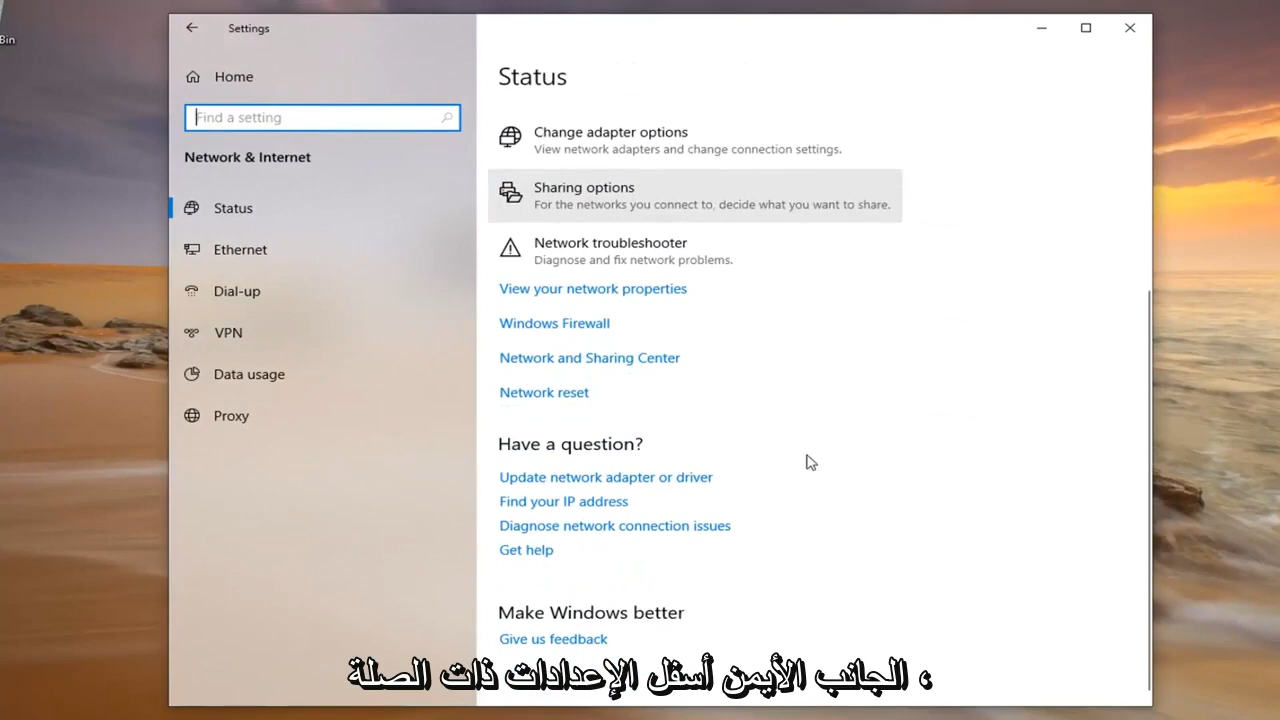 Bin
Settings
Home
Find a setting
Network & Internet
Status
Ethernet
Dial-up
VPN
Data usage
Proxy
Status
Change adapter options
View network adapters and change connection settings.
Sharing options
For the networks you connect to, decide what you want to share.
Network troubleshooter
Diagnose and fix network problems.
View your network properties
Windows Firewall
Network and Sharing Center
Network reset
Have a question?
Update network adapter or driver
Find your IP address
Diagnose network connection issues
Get help
Make Windows better
Give us feedback
، الجانب الأيمن أسفل الإعدادات ذات الصلة